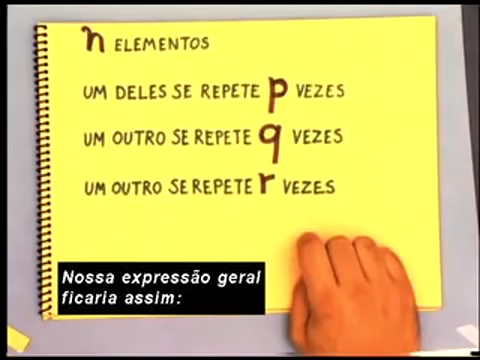 n ELEMENTOS
UM DELES SE REPETE p VEZES
UM OUTRO SE REPETE q VEZES
UM OUTRO SE REPETE r VEZES
Nossa expressão geral
ficaria assim: